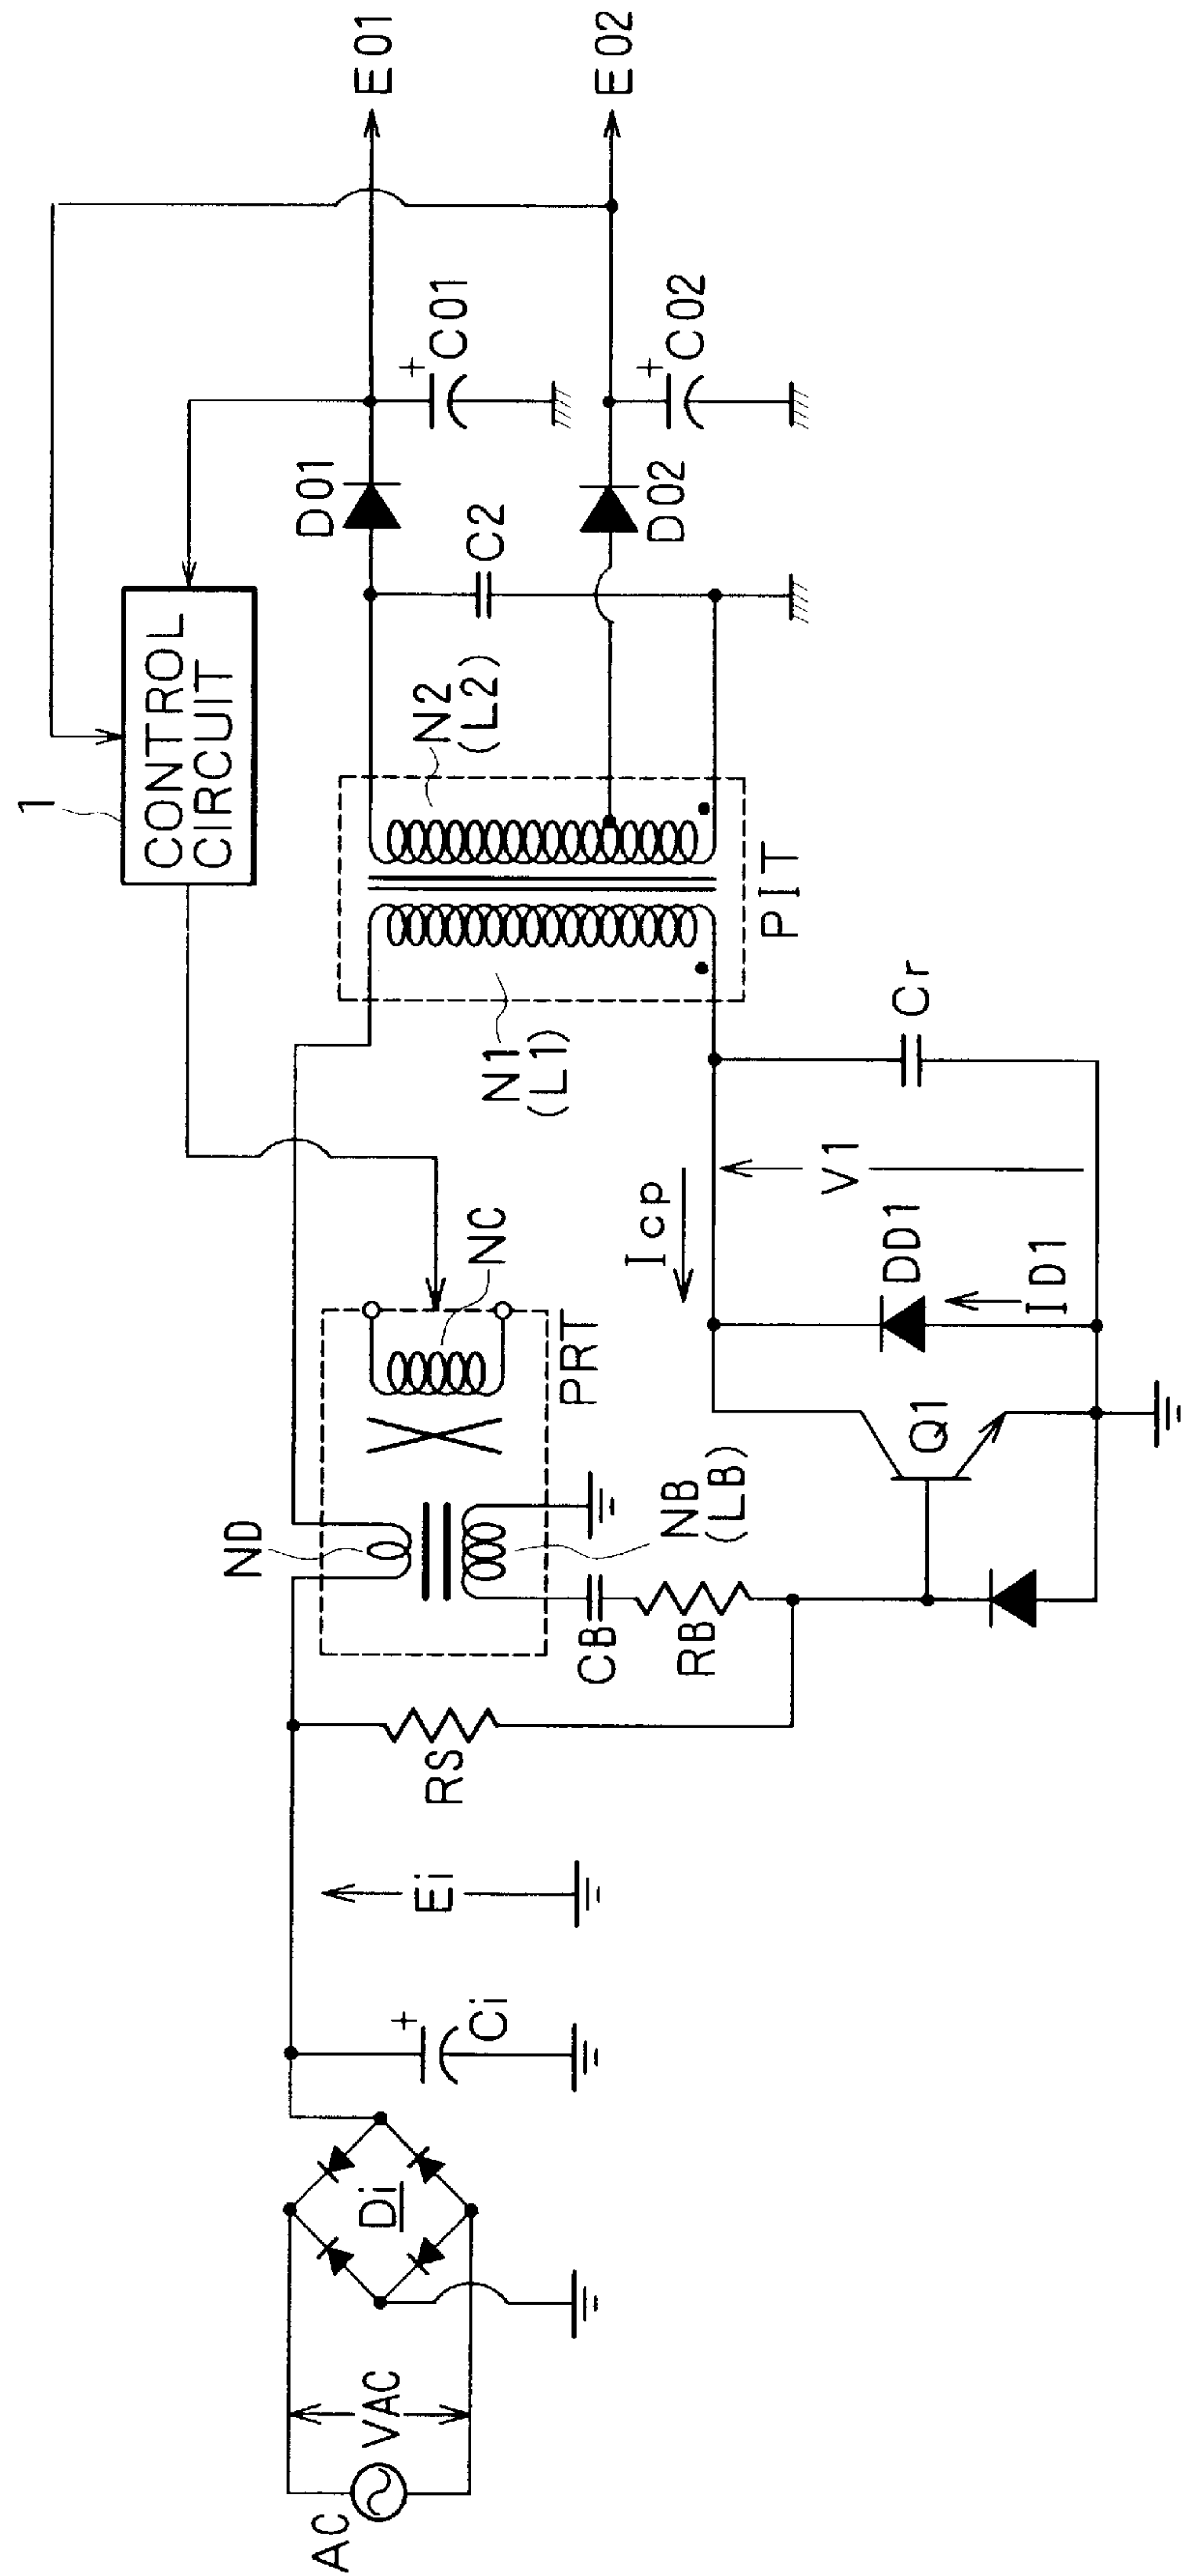 AC
VAC
Di
Ci
+
Ei
RS
ND
CB
RB
NB
(LB)
PRT
NC
Q1
DD1
ID1
Icp
V1
Cr
N1
(L1)
PIT
N2
(L2)
1
CONTROL
CIRCUIT
C2
D01
D02
+
C01
+
C02
E01
E02